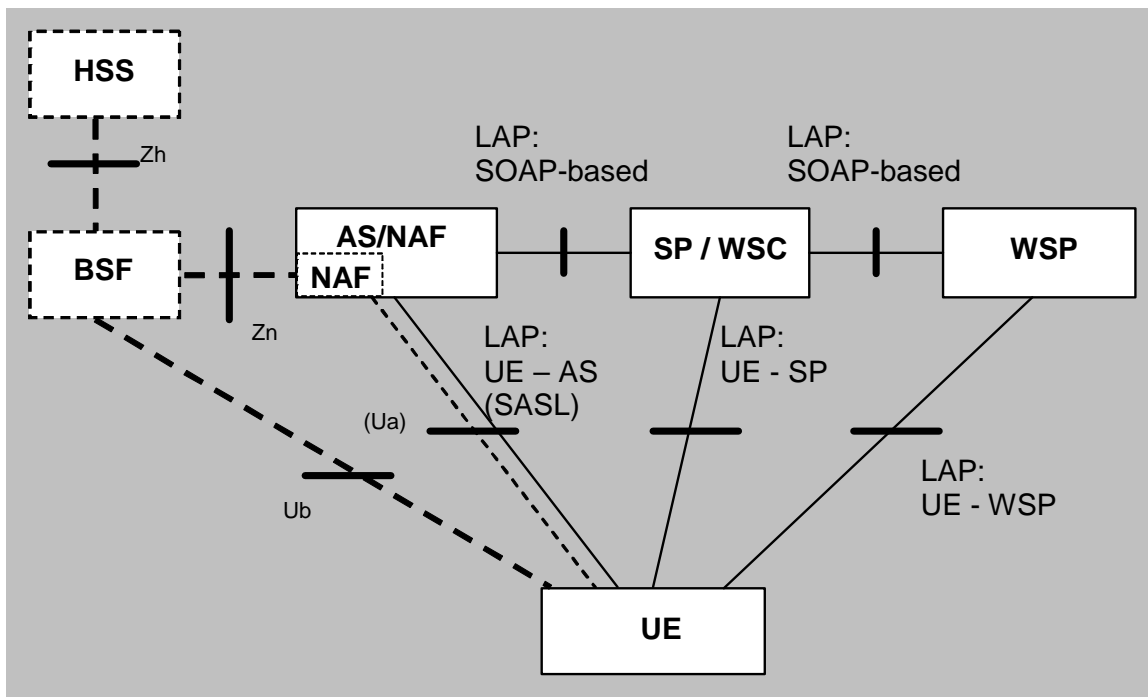 HSS
Zh
LAP:
SOAP-based
LAP:
SOAP-based
BSF
AS/NAF
NAF
SP / WSC
WSP
Zn
LAP:
UE – AS
(SASL)
LAP:
UE - SP
(Ua)
LAP:
UE - WSP
Ub
UE